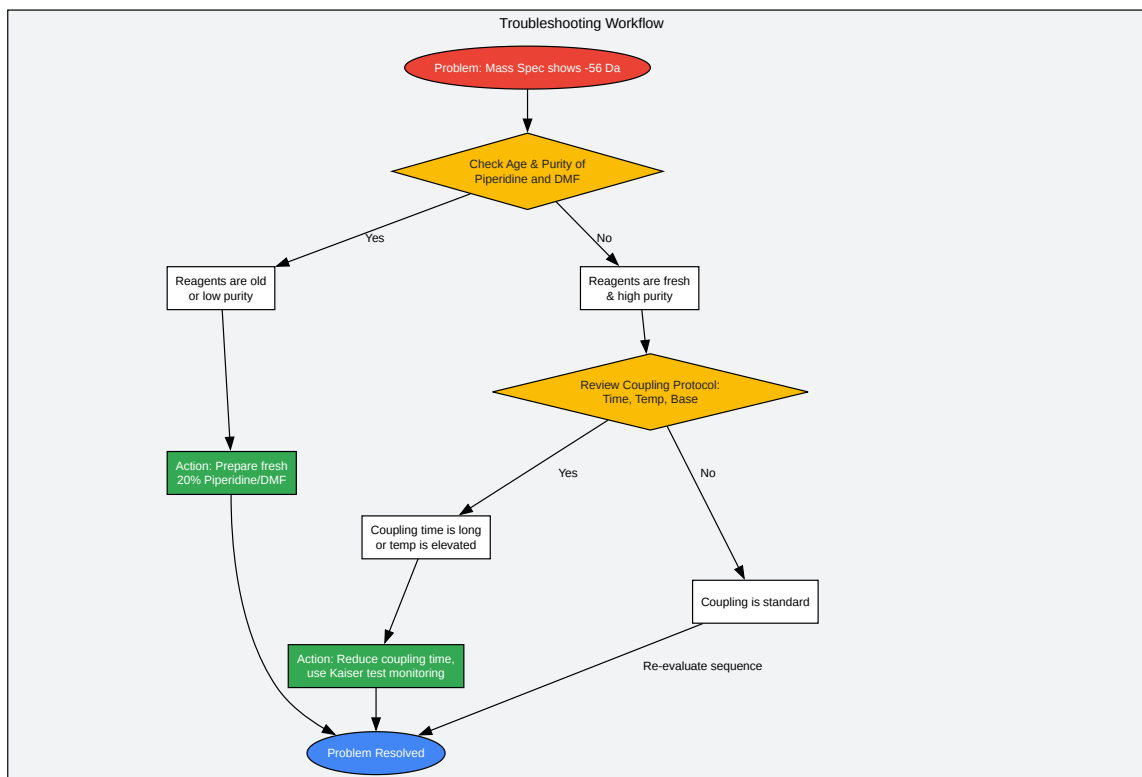 Troubleshooting Workflow
Problem: Mass Spec shows -56 Da
Check Age & Purity of
Piperidine and DMF
Yes
No
Reagents are old
or low purity
Reagents are fresh
& high purity
Review Coupling Protocol:
Time, Temp, Base
Action: Prepare fresh
20% Piperidine/DMF
Yes
No
Coupling time is long
or temp is elevated
Coupling is standard
Action: Reduce coupling time,
use Kaiser test monitoring
Re-evaluate sequence
Problem Resolved